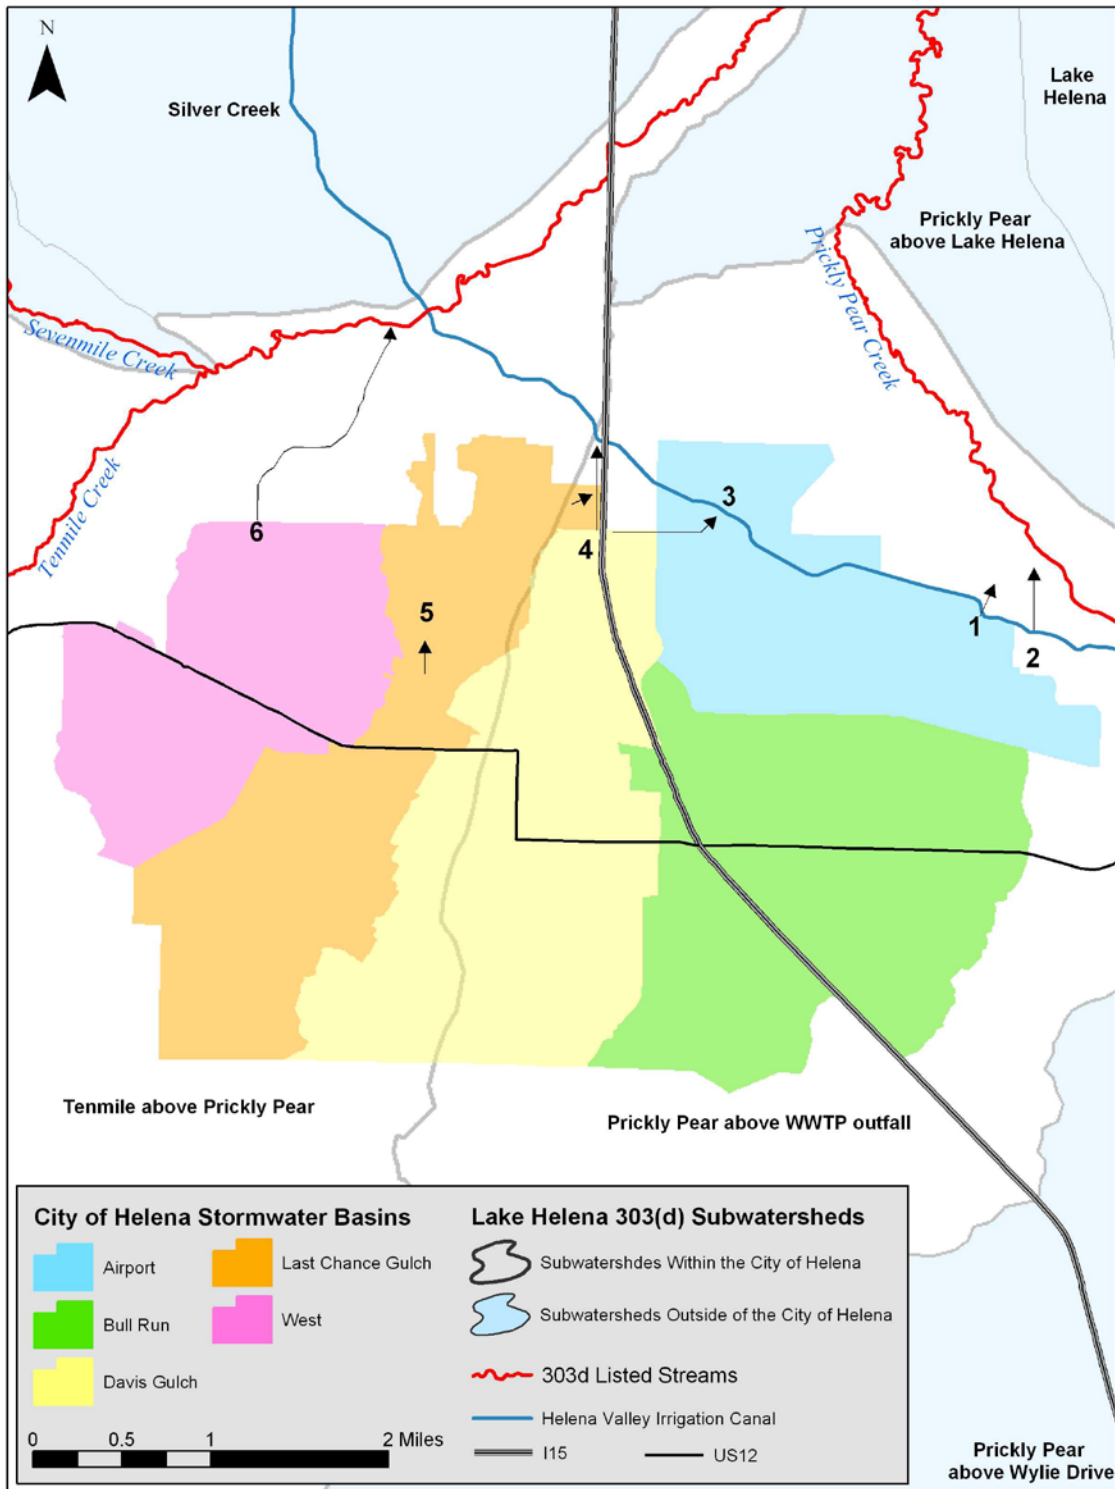 N
Silver Creek
Lake
Helena
Prickly Pear
above Lake Helena
Prickly Pear Creek
Sevenmile Creek
Tenmile Creek
3
6
4
5
1
2
Tenmile above Prickly Pear
Prickly Pear above WWTP outfall
City of Helena Stormwater Basins
Airport
Last Chance Gulch
Bull Run
West
Davis Gulch
0 0.5 1 2 Miles
Lake Helena 303(d) Subwatersheds
Subwatershdes Within the City of Helena
Subwatersheds Outside of the City of Helena
303d Listed Streams
Helena Valley Irrigation Canal
I15
US12
Prickly Pear
above Wylie Drive